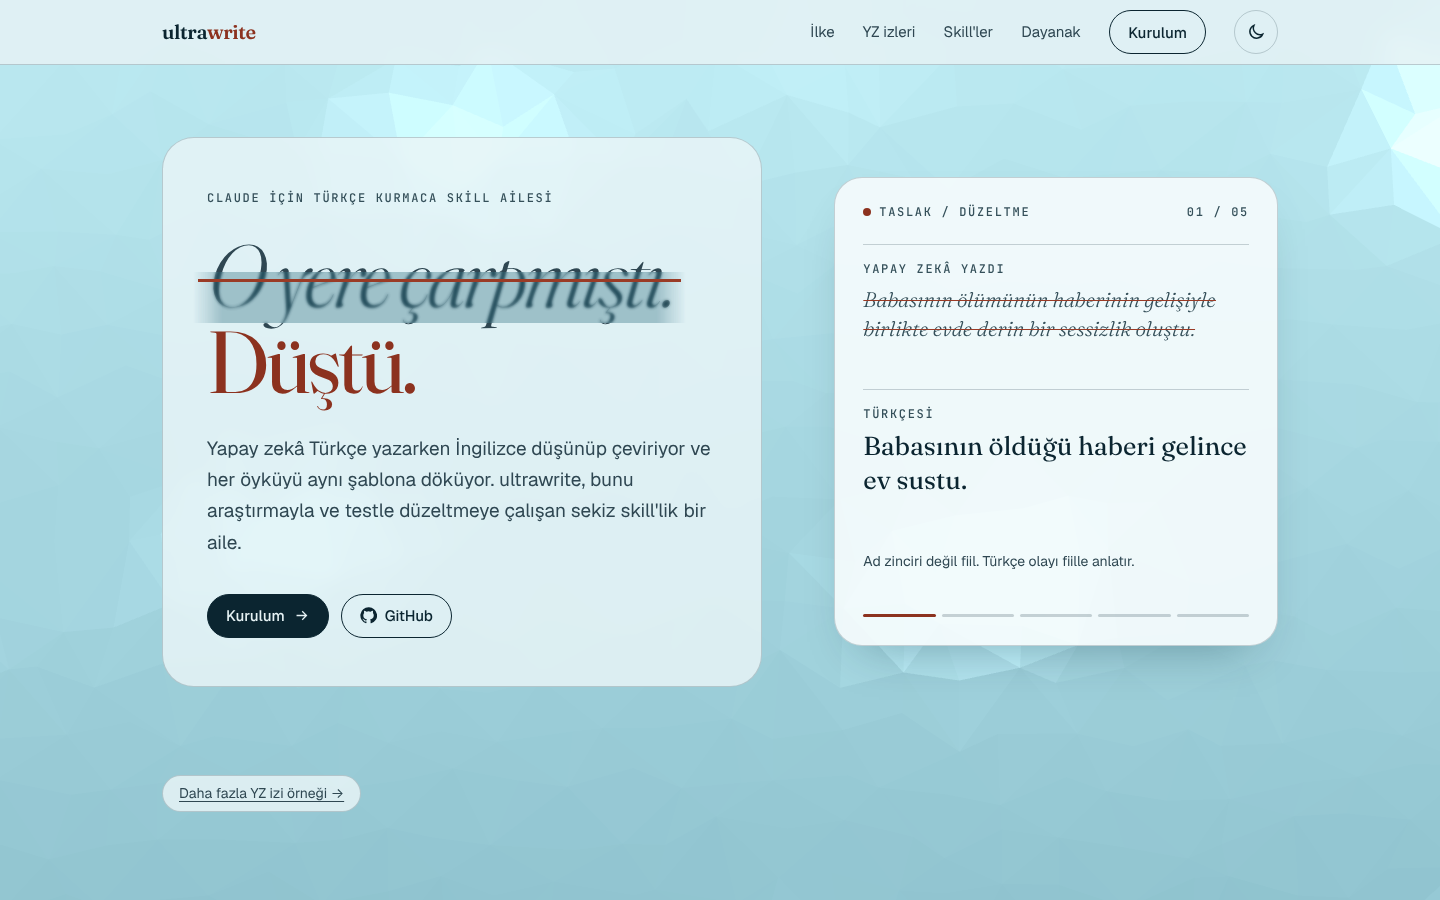 ultrawrite
İlke
YZ izleri
Skill'ler
Dayanak
Kurulum
CLAUDE İÇİN TÜRKÇE KURMACA SKİLL AİLESİ
O yere çarpmıştı.
Düştü.
Yapay zekâ Türkçe yazarken İngilizce düşünüp çeviriyor ve
her öyküyü aynı şablona döküyor. ultrawrite, bunu
araştırmayla ve testle düzeltmeye çalışan sekiz skill'lik bir
aile.
Kurulum →
GitHub
TASLAK / DÜZELTME
01 / 05
YAPAY ZEKÂ YAZDI
Babasının ölümünün haberinin gelişiyle
birlikte evde derin bir sessizlik oluştu.
TÜRKÇESİ
Babasının öldüğü haberi gelince
ev sustu.
Ad zinciri değil fiil. Türkçe olayı fiille anlatır.
Daha fazla YZ izi örneği →